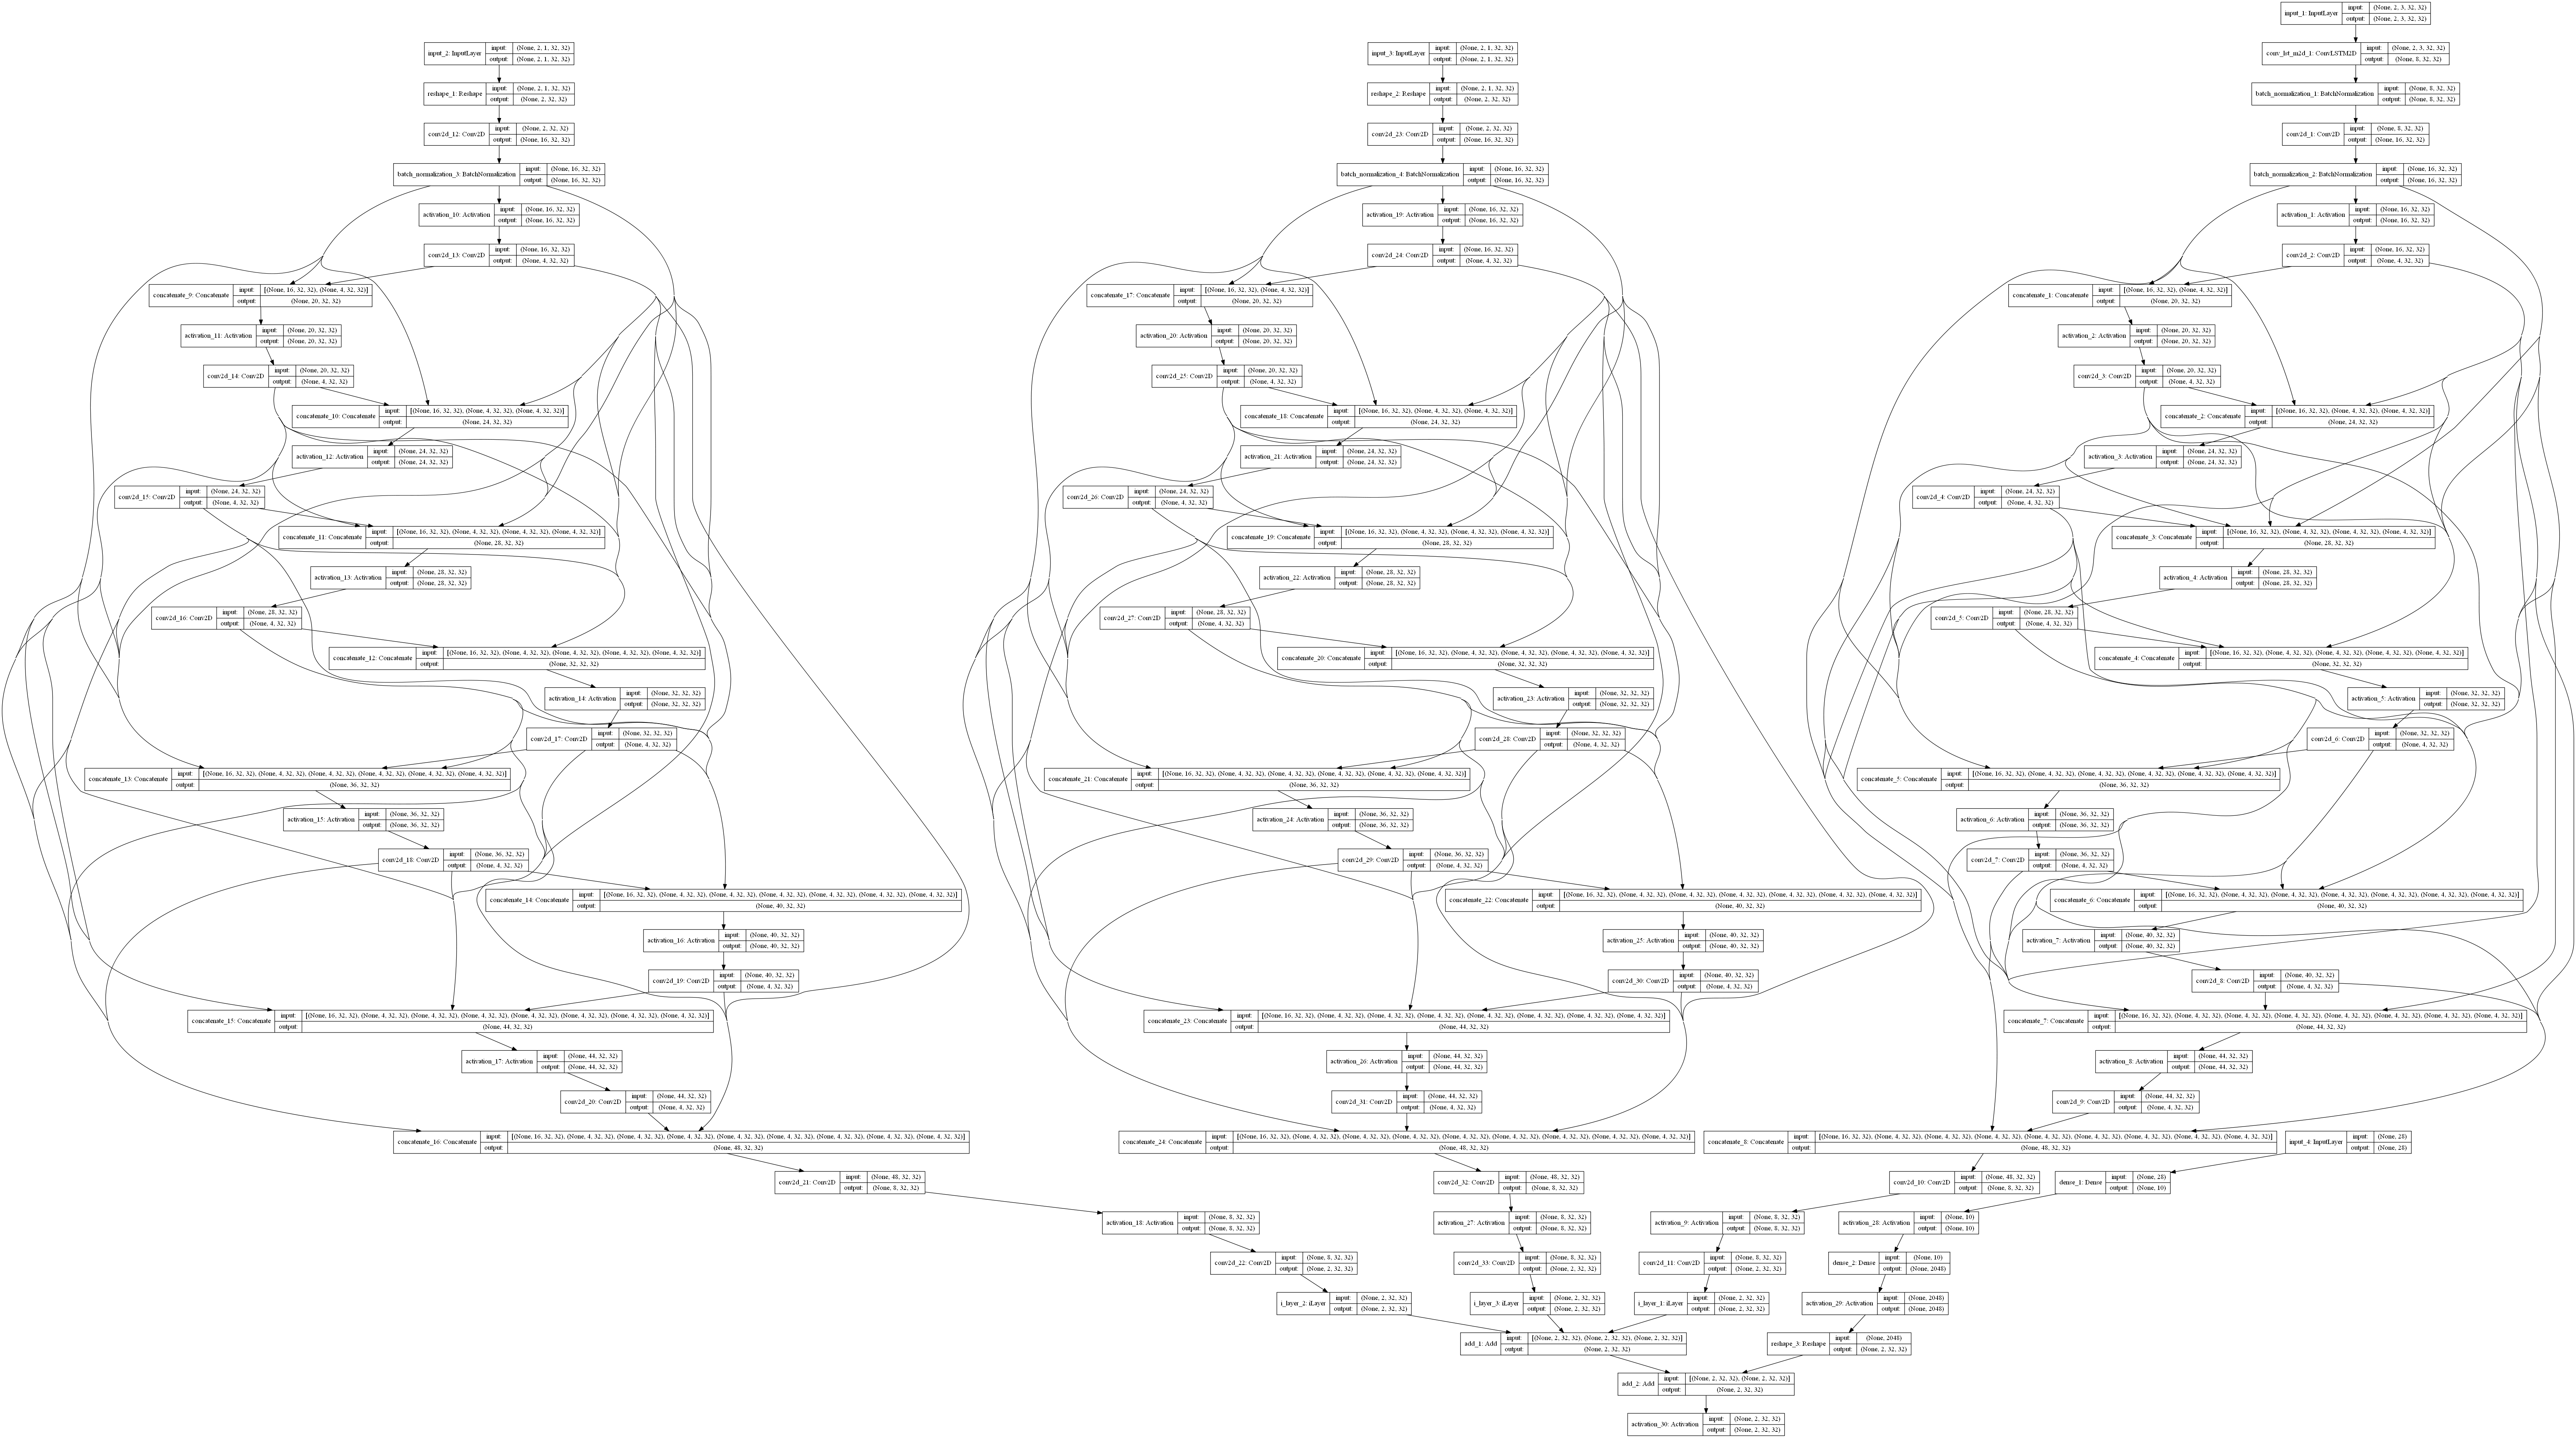 input_2: InputLayer
input: (None, 2, 1, 32, 32)
output: (None, 2, 1, 32, 32)
reshape_1: Reshape
input: (None, 2, 1, 32, 32)
output: (None, 2, 32, 32)
conv2d_12: Conv2D
input: (None, 2, 32, 32)
output: (None, 16, 32, 32)
batch_normalization_3: BatchNormalization
input: (None, 16, 32, 32)
output: (None, 16, 32, 32)
activation_10: Activation
input: (None, 16, 32, 32)
output: (None, 16, 32, 32)
conv2d_13: Conv2D
input: (None, 16, 32, 32)
output: (None, 4, 32, 32)
concatenate_9: Concatenate
input: [(None, 16, 32, 32), (None, 4, 32, 32)]
output: (None, 20, 32, 32)
activation_11: Activation
input: (None, 20, 32, 32)
output: (None, 20, 32, 32)
conv2d_14: Conv2D
input: (None, 20, 32, 32)
output: (None, 4, 32, 32)
concatenate_10: Concatenate
input: [(None, 16, 32, 32), (None, 4, 32, 32), (None, 4, 32, 32)]
output: (None, 24, 32, 32)
activation_12: Activation
input: (None, 24, 32, 32)
output: (None, 24, 32, 32)
conv2d_15: Conv2D
input: (None, 24, 32, 32)
output: (None, 4, 32, 32)
concatenate_11: Concatenate
input: [(None, 16, 32, 32), (None, 4, 32, 32), (None, 4, 32, 32), (None, 4, 32, 32)]
output: (None, 28, 32, 32)
activation_13: Activation
input: (None, 28, 32, 32)
output: (None, 28, 32, 32)
conv2d_16: Conv2D
input: (None, 28, 32, 32)
output: (None, 4, 32, 32)
concatenate_12: Concatenate
input: [(None, 16, 32, 32), (None, 4, 32, 32), (None, 4, 32, 32), (None, 4, 32, 32), (None, 4, 32, 32)]
output: (None, 32, 32, 32)
activation_14: Activation
input: (None, 32, 32, 32)
output: (None, 32, 32, 32)
conv2d_17: Conv2D
input: (None, 32, 32, 32)
output: (None, 4, 32, 32)
concatenate_13: Concatenate
input: [(None, 16, 32, 32), (None, 4, 32, 32), (None, 4, 32, 32), (None, 4, 32, 32), (None, 4, 32, 32), (None, 4, 32, 32)]
output: (None, 36, 32, 32)
activation_15: Activation
input: (None, 36, 32, 32)
output: (None, 36, 32, 32)
conv2d_18: Conv2D
input: (None, 36, 32, 32)
output: (None, 4, 32, 32)
concatenate_14: Concatenate
input: [(None, 16, 32, 32), (None, 4, 32, 32), (None, 4, 32, 32), (None, 4, 32, 32), (None, 4, 32, 32), (None, 4, 32, 32), (None, 4, 32, 32)]
output: (None, 40, 32, 32)
activation_16: Activation
input: (None, 40, 32, 32)
output: (None, 40, 32, 32)
conv2d_19: Conv2D
input: (None, 40, 32, 32)
output: (None, 4, 32, 32)
concatenate_15: Concatenate
input: [(None, 16, 32, 32), (None, 4, 32, 32), (None, 4, 32, 32), (None, 4, 32, 32), (None, 4, 32, 32), (None, 4, 32, 32), (None, 4, 32, 32), (None, 4, 32, 32)]
output: (None, 44, 32, 32)
activation_17: Activation
input: (None, 44, 32, 32)
output: (None, 44, 32, 32)
conv2d_20: Conv2D
input: (None, 44, 32, 32)
output: (None, 4, 32, 32)
concatenate_16: Concatenate
input: [(None, 16, 32, 32), (None, 4, 32, 32), (None, 4, 32, 32), (None, 4, 32, 32), (None, 4, 32, 32), (None, 4, 32, 32), (None, 4, 32, 32), (None, 4, 32, 32), (None, 4, 32, 32)]
output: (None, 48, 32, 32)
conv2d_21: Conv2D
input: (None, 48, 32, 32)
output: (None, 8, 32, 32)
activation_18: Activation
input: (None, 8, 32, 32)
output: (None, 8, 32, 32)
conv2d_22: Conv2D
input: (None, 8, 32, 32)
output: (None, 2, 32, 32)
i_layer_2: iLayer
input: (None, 2, 32, 32)
output: (None, 2, 32, 32)
input_3: InputLayer
input: (None, 2, 1, 32, 32)
output: (None, 2, 1, 32, 32)
reshape_2: Reshape
input: (None, 2, 1, 32, 32)
output: (None, 2, 32, 32)
conv2d_23: Conv2D
input: (None, 2, 32, 32)
output: (None, 16, 32, 32)
batch_normalization_4: BatchNormalization
input: (None, 16, 32, 32)
output: (None, 16, 32, 32)
activation_19: Activation
input: (None, 16, 32, 32)
output: (None, 16, 32, 32)
conv2d_24: Conv2D
input: (None, 16, 32, 32)
output: (None, 4, 32, 32)
concatenate_17: Concatenate
input: [(None, 16, 32, 32), (None, 4, 32, 32)]
output: (None, 20, 32, 32)
activation_20: Activation
input: (None, 20, 32, 32)
output: (None, 20, 32, 32)
conv2d_25: Conv2D
input: (None, 20, 32, 32)
output: (None, 4, 32, 32)
concatenate_18: Concatenate
input: [(None, 16, 32, 32), (None, 4, 32, 32), (None, 4, 32, 32)]
output: (None, 24, 32, 32)
activation_21: Activation
input: (None, 24, 32, 32)
output: (None, 24, 32, 32)
conv2d_26: Conv2D
input: (None, 24, 32, 32)
output: (None, 4, 32, 32)
concatenate_19: Concatenate
input: [(None, 16, 32, 32), (None, 4, 32, 32), (None, 4, 32, 32), (None, 4, 32, 32)]
output: (None, 28, 32, 32)
activation_22: Activation
input: (None, 28, 32, 32)
output: (None, 28, 32, 32)
conv2d_27: Conv2D
input: (None, 28, 32, 32)
output: (None, 4, 32, 32)
concatenate_20: Concatenate
input: [(None, 16, 32, 32), (None, 4, 32, 32), (None, 4, 32, 32), (None, 4, 32, 32), (None, 4, 32, 32)]
output: (None, 32, 32, 32)
activation_23: Activation
input: (None, 32, 32, 32)
output: (None, 32, 32, 32)
conv2d_28: Conv2D
input: (None, 32, 32, 32)
output: (None, 4, 32, 32)
concatenate_21: Concatenate
input: [(None, 16, 32, 32), (None, 4, 32, 32), (None, 4, 32, 32), (None, 4, 32, 32), (None, 4, 32, 32), (None, 4, 32, 32)]
output: (None, 36, 32, 32)
activation_24: Activation
input: (None, 36, 32, 32)
output: (None, 36, 32, 32)
conv2d_29: Conv2D
input: (None, 36, 32, 32)
output: (None, 4, 32, 32)
concatenate_22: Concatenate
input: [(None, 16, 32, 32), (None, 4, 32, 32), (None, 4, 32, 32), (None, 4, 32, 32), (None, 4, 32, 32), (None, 4, 32, 32), (None, 4, 32, 32)]
output: (None, 40, 32, 32)
activation_25: Activation
input: (None, 40, 32, 32)
output: (None, 40, 32, 32)
conv2d_30: Conv2D
input: (None, 40, 32, 32)
output: (None, 4, 32, 32)
concatenate_23: Concatenate
input: [(None, 16, 32, 32), (None, 4, 32, 32), (None, 4, 32, 32), (None, 4, 32, 32), (None, 4, 32, 32), (None, 4, 32, 32), (None, 4, 32, 32), (None, 4, 32, 32)]
output: (None, 44, 32, 32)
activation_26: Activation
input: (None, 44, 32, 32)
output: (None, 44, 32, 32)
conv2d_31: Conv2D
input: (None, 44, 32, 32)
output: (None, 4, 32, 32)
concatenate_24: Concatenate
input: [(None, 16, 32, 32), (None, 4, 32, 32), (None, 4, 32, 32), (None, 4, 32, 32), (None, 4, 32, 32), (None, 4, 32, 32), (None, 4, 32, 32), (None, 4, 32, 32), (None, 4, 32, 32)]
output: (None, 48, 32, 32)
conv2d_32: Conv2D
input: (None, 48, 32, 32)
output: (None, 8, 32, 32)
activation_27: Activation
input: (None, 8, 32, 32)
output: (None, 8, 32, 32)
conv2d_33: Conv2D
input: (None, 8, 32, 32)
output: (None, 2, 32, 32)
i_layer_3: iLayer
input: (None, 2, 32, 32)
output: (None, 2, 32, 32)
input_1: InputLayer
input: (None, 2, 3, 32, 32)
output: (None, 2, 3, 32, 32)
conv_lst_m2d_1: ConvLSTM2D
input: (None, 2, 3, 32, 32)
output: (None, 8, 32, 32)
batch_normalization_1: BatchNormalization
input: (None, 8, 32, 32)
output: (None, 8, 32, 32)
conv2d_1: Conv2D
input: (None, 8, 32, 32)
output: (None, 16, 32, 32)
batch_normalization_2: BatchNormalization
input: (None, 16, 32, 32)
output: (None, 16, 32, 32)
activation_1: Activation
input: (None, 16, 32, 32)
output: (None, 16, 32, 32)
conv2d_2: Conv2D
input: (None, 16, 32, 32)
output: (None, 4, 32, 32)
concatenate_1: Concatenate
input: [(None, 16, 32, 32), (None, 4, 32, 32)]
output: (None, 20, 32, 32)
activation_2: Activation
input: (None, 20, 32, 32)
output: (None, 20, 32, 32)
conv2d_3: Conv2D
input: (None, 20, 32, 32)
output: (None, 4, 32, 32)
concatenate_2: Concatenate
input: [(None, 16, 32, 32), (None, 4, 32, 32), (None, 4, 32, 32)]
output: (None, 24, 32, 32)
activation_3: Activation
input: (None, 24, 32, 32)
output: (None, 24, 32, 32)
conv2d_4: Conv2D
input: (None, 24, 32, 32)
output: (None, 4, 32, 32)
concatenate_3: Concatenate
input: [(None, 16, 32, 32), (None, 4, 32, 32), (None, 4, 32, 32), (None, 4, 32, 32)]
output: (None, 28, 32, 32)
activation_4: Activation
input: (None, 28, 32, 32)
output: (None, 28, 32, 32)
conv2d_5: Conv2D
input: (None, 28, 32, 32)
output: (None, 4, 32, 32)
concatenate_4: Concatenate
input: [(None, 16, 32, 32), (None, 4, 32, 32), (None, 4, 32, 32), (None, 4, 32, 32), (None, 4, 32, 32)]
output: (None, 32, 32, 32)
activation_5: Activation
input: (None, 32, 32, 32)
output: (None, 32, 32, 32)
conv2d_6: Conv2D
input: (None, 32, 32, 32)
output: (None, 4, 32, 32)
concatenate_5: Concatenate
input: [(None, 16, 32, 32), (None, 4, 32, 32), (None, 4, 32, 32), (None, 4, 32, 32), (None, 4, 32, 32), (None, 4, 32, 32)]
output: (None, 36, 32, 32)
activation_6: Activation
input: (None, 36, 32, 32)
output: (None, 36, 32, 32)
conv2d_7: Conv2D
input: (None, 36, 32, 32)
output: (None, 4, 32, 32)
concatenate_6: Concatenate
input: [(None, 16, 32, 32), (None, 4, 32, 32), (None, 4, 32, 32), (None, 4, 32, 32), (None, 4, 32, 32), (None, 4, 32, 32), (None, 4, 32, 32)]
output: (None, 40, 32, 32)
activation_7: Activation
input: (None, 40, 32, 32)
output: (None, 40, 32, 32)
conv2d_8: Conv2D
input: (None, 40, 32, 32)
output: (None, 4, 32, 32)
concatenate_7: Concatenate
input: [(None, 16, 32, 32), (None, 4, 32, 32), (None, 4, 32, 32), (None, 4, 32, 32), (None, 4, 32, 32), (None, 4, 32, 32), (None, 4, 32, 32), (None, 4, 32, 32)]
output: (None, 44, 32, 32)
activation_8: Activation
input: (None, 44, 32, 32)
output: (None, 44, 32, 32)
conv2d_9: Conv2D
input: (None, 44, 32, 32)
output: (None, 4, 32, 32)
concatenate_8: Concatenate
input: [(None, 16, 32, 32), (None, 4, 32, 32), (None, 4, 32, 32), (None, 4, 32, 32), (None, 4, 32, 32), (None, 4, 32, 32), (None, 4, 32, 32), (None, 4, 32, 32), (None, 4, 32, 32)]
output: (None, 48, 32, 32)
conv2d_10: Conv2D
input: (None, 48, 32, 32)
output: (None, 8, 32, 32)
activation_9: Activation
input: (None, 8, 32, 32)
output: (None, 8, 32, 32)
conv2d_11: Conv2D
input: (None, 8, 32, 32)
output: (None, 2, 32, 32)
i_layer_1: iLayer
input: (None, 2, 32, 32)
output: (None, 2, 32, 32)
input_4: InputLayer
input: (None, 28)
output: (None, 28)
dense_1: Dense
input: (None, 28)
output: (None, 10)
activation_28: Activation
input: (None, 10)
output: (None, 10)
dense_2: Dense
input: (None, 10)
output: (None, 2048)
activation_29: Activation
input: (None, 2048)
output: (None, 2048)
add_1: Add
input: [(None, 2, 32, 32), (None, 2, 32, 32), (None, 2, 32, 32)]
output: (None, 2, 32, 32)
reshape_3: Reshape
input: (None, 2048)
output: (None, 2, 32, 32)
add_2: Add
input: [(None, 2, 32, 32), (None, 2, 32, 32)]
output: (None, 2, 32, 32)
activation_30: Activation
input: (None, 2, 32, 32)
output: (None, 2, 32, 32)